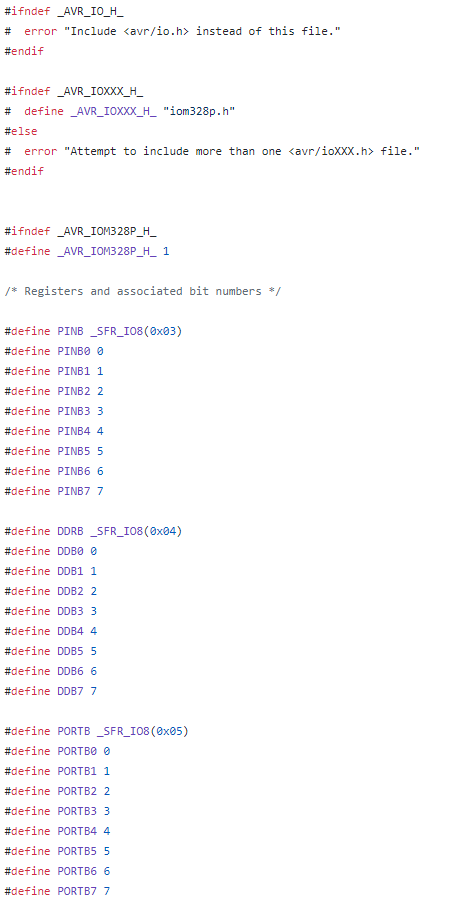 #ifndef _AVR_IO_H_
#  error "Include <avr/io.h> instead of this file."
#endif

#ifndef _AVR_IOXXX_H_
#  define _AVR_IOXXX_H_ "iom328p.h"
#else
#  error "Attempt to include more than one <avr/ioXXX.h> file."
#endif


#ifndef _AVR_IOM328P_H_
#define _AVR_IOM328P_H_ 1

/* Registers and associated bit numbers */

#define PINB _SFR_IO8(0x03)
#define PINB0 0
#define PINB1 1
#define PINB2 2
#define PINB3 3
#define PINB4 4
#define PINB5 5
#define PINB6 6
#define PINB7 7

#define DDRB _SFR_IO8(0x04)
#define DDB0 0
#define DDB1 1
#define DDB2 2
#define DDB3 3
#define DDB4 4
#define DDB5 5
#define DDB6 6
#define DDB7 7

#define PORTB _SFR_IO8(0x05)
#define PORTB0 0
#define PORTB1 1
#define PORTB2 2
#define PORTB3 3
#define PORTB4 4
#define PORTB5 5
#define PORTB6 6
#define PORTB7 7